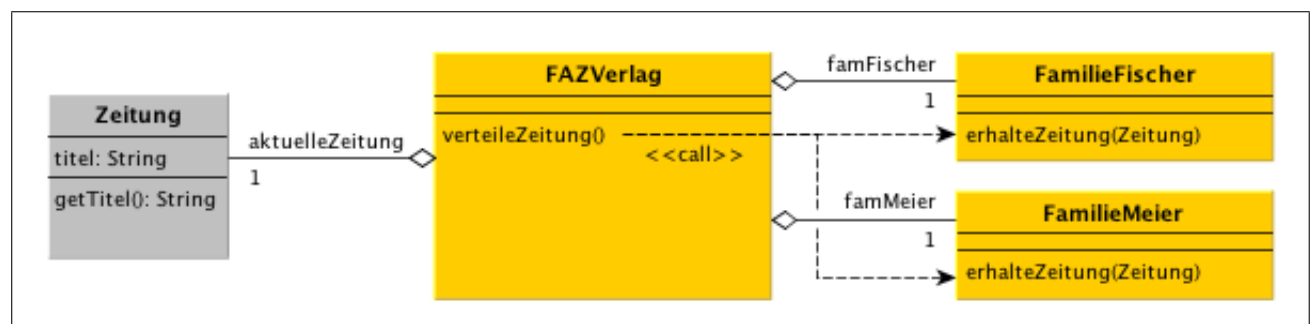 Zeitung
titel: String
getTitel(): String
aktuelleZeitung
1
FAZVerlag
verteileZeitung()
<<call>>
famFischer
1
FamilieFischer
erhalteZeitung(Zeitung)
famMeier
1
FamilieMeier
erhalteZeitung(Zeitung)